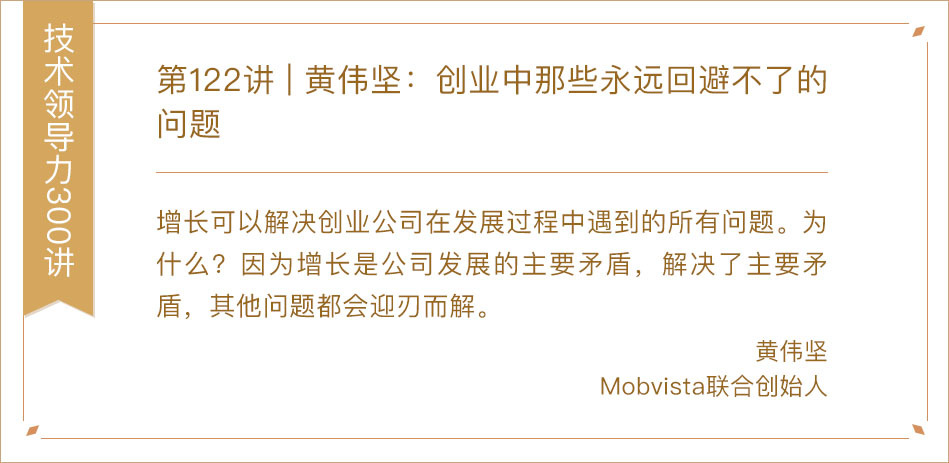 技术领导力300讲
第122讲 | 黄伟坚：创业中那些永远回避不了的
问题
增长可以解决创业公司在发展过程中遇到的所有问题。为
什么？因为增长是公司发展的主要矛盾，解决了主要矛
盾，其他问题都会迎刃而解。
黄伟坚
Mobvista联合创始人